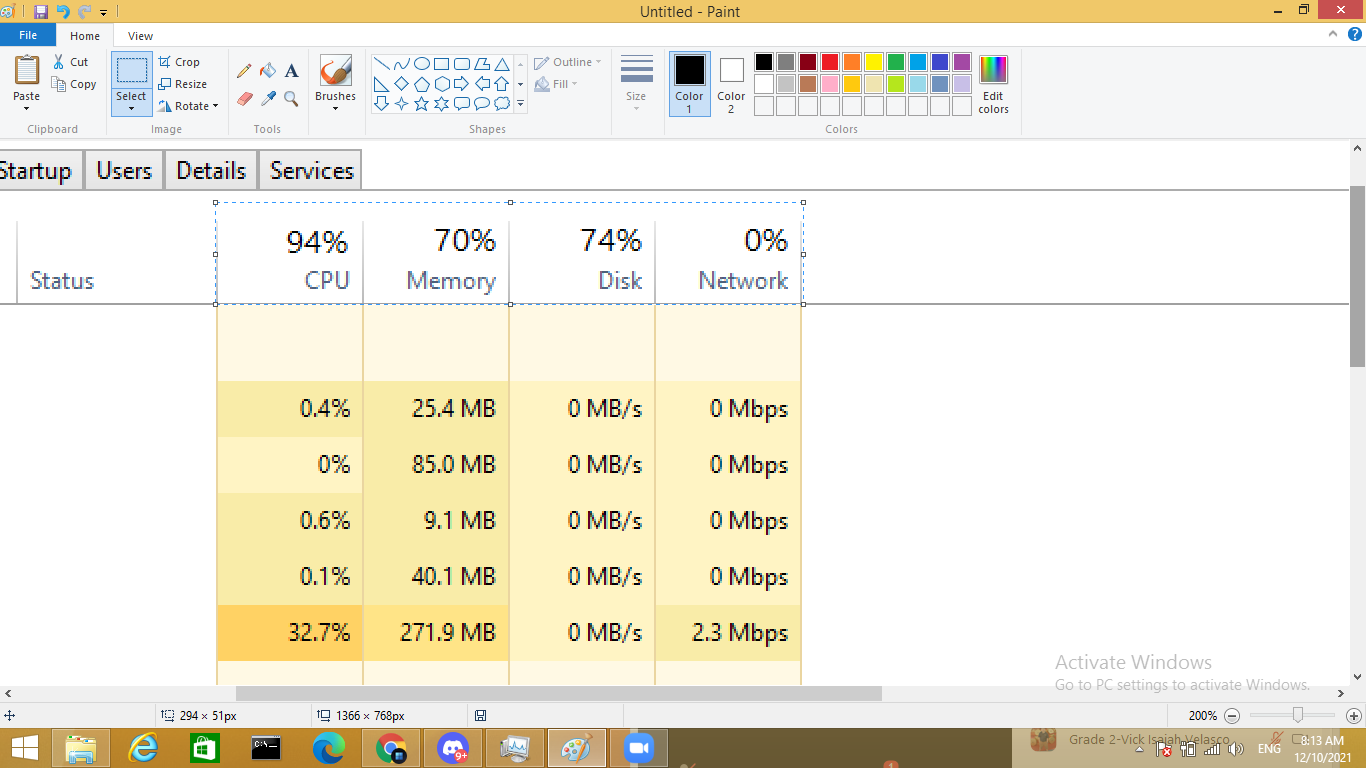 Untitled - Paint
File
Home
View
Paste
Cut
Copy
Clipboard
Select
Crop
Resize
Rotate
Image
A
Tools
Brushes
Outline
Fill
Shapes
Size
Color
1
Color
2
Edit
colors
Colors
Startup Users Details Services
94% 70% 74% 0%
Status CPU Memory Disk Network
0.4% 25.4 MB 0 MB/s 0 Mbps
0% 85.0 MB 0 MB/s 0 Mbps
0.6% 9.1 MB 0 MB/s 0 Mbps
0.1% 40.1 MB 0 MB/s 0 Mbps
32.7% 271.9 MB 0 MB/s 2.3 Mbps
Activate Windows
Go to PC settings to activate Windows.
294 × 51px
1366 × 768px
200%
C:\
9+
Grade 2-Vick Isaiah Velasco
ENG
8:13 AM
12/10/2021